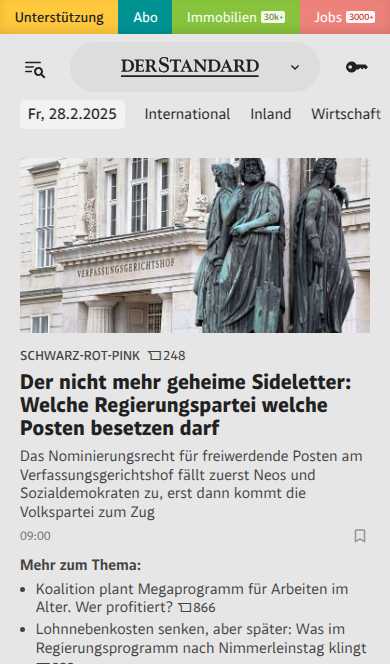 Unterstützung Abo Immobilien 30k+ Jobs 3000+
DERSTANDARD
Fr, 28.2.2025 International Inland Wirtschaft
VERFASSUNGSGERICHTSHOF
SCHWARZ-ROT-PINK 248
Der nicht mehr geheime Sideletter:
Welche Regierungspartei welche
Posten besetzen darf
Das Nominierungsrecht für freiwerdende Posten am
Verfassungsgerichtshof fällt zuerst Neos und
Sozialdemokraten zu, erst dann kommt die
Volkspartei zum Zug
09:00
Mehr zum Thema:
• Koalition plant Megaprogramm für Arbeiten im
Alter. Wer profitiert? 866
• Lohnnebenkosten senken, aber später: Was im
Regierungsprogramm nach Nimmerleinstag klingt